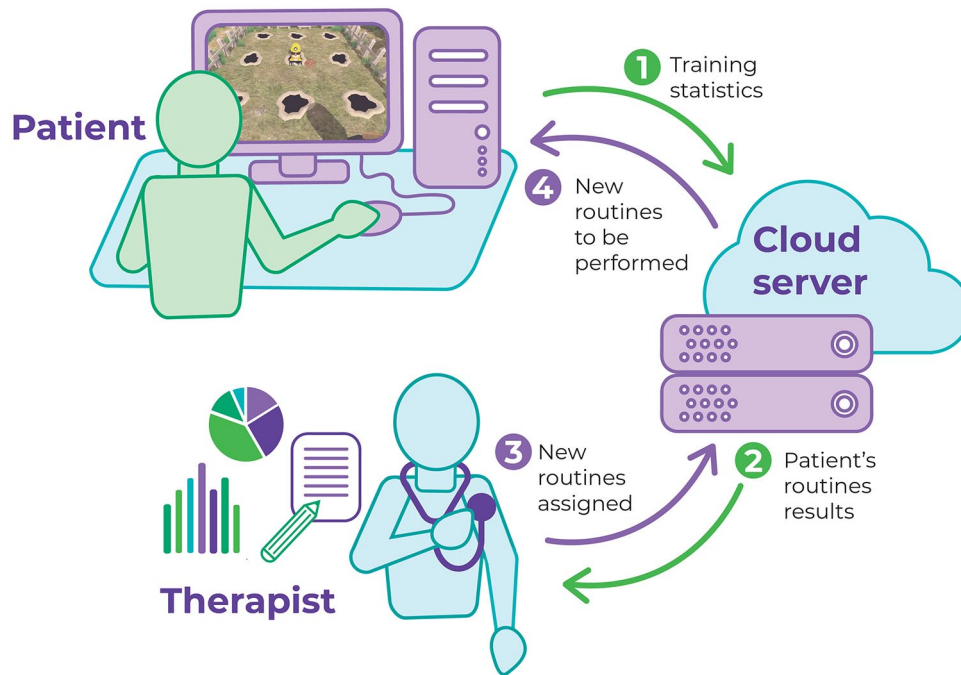 Patient
1 Training
statistics
4 New
routines
to be
performed
Cloud
server
3 New
routines
assigned
2 Patient’s
routines
results
Therapist